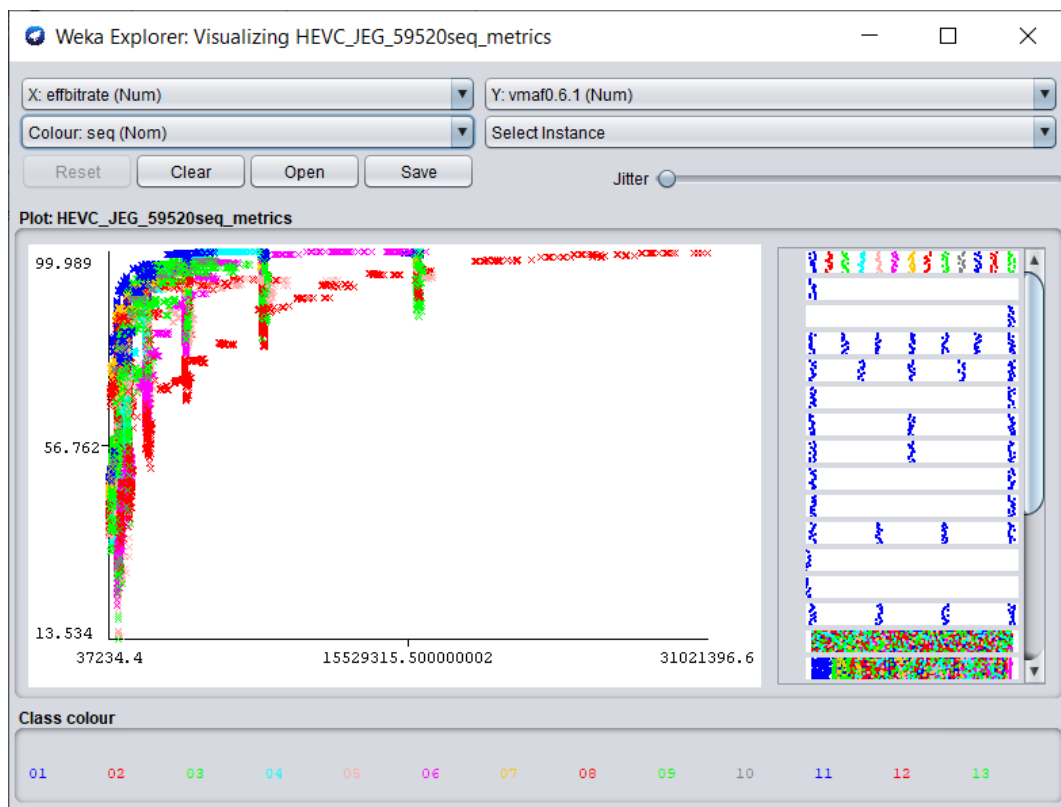 Weka Explorer: Visualizing HEVC_JEG_59520seq_metrics
X: effbitrate (Num) Y: vmaf0.6.1 (Num)
Colour: seq (Nom) Select Instance
Reset Clear Open Save Jitter
Plot: HEVC_JEG_59520seq_metrics
99.989
56.762
13.534
37234.4 15529315.500000002 31021396.6
Class colour
01 02 03 04 05 06 07 08 09 10 11 12 13